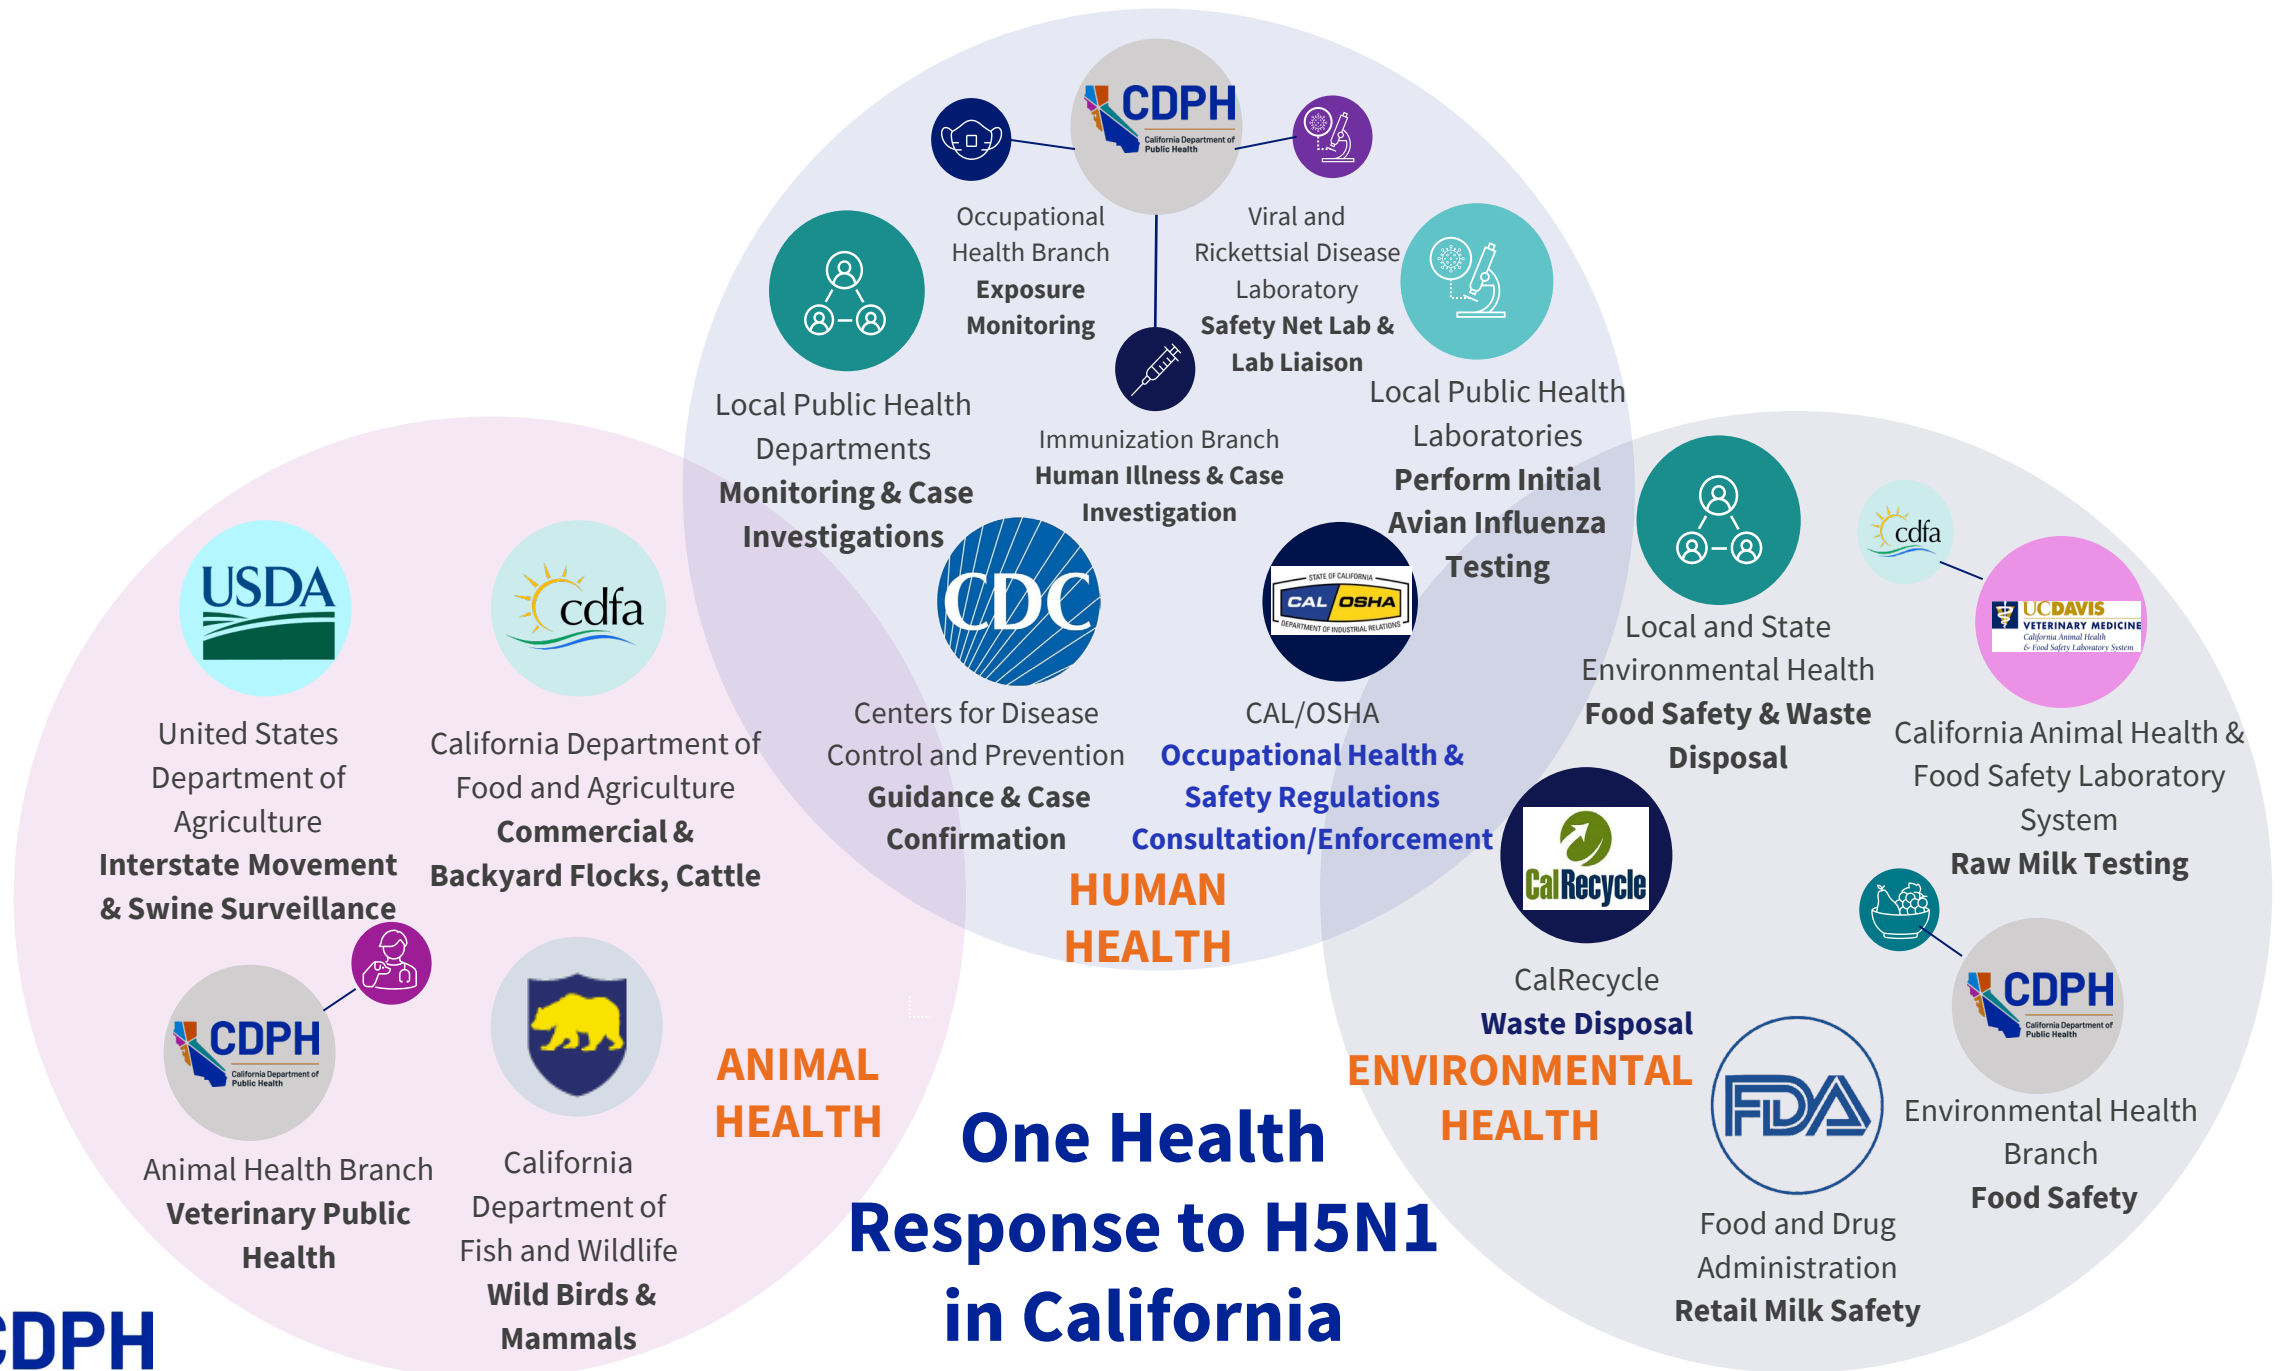 CDPH
California Department of
Public Health
Occupational
Health Branch
Exposure
Monitoring
Viral and
Rickettsial Disease
Laboratory
Safety Net Lab &
Lab Liaison
Local Public Health
Departments
Monitoring & Case
Investigations
Immunization Branch
Human Illness & Case
Investigation
Local Public Health
Laboratories
Perform Initial
Avian Influenza
Testing
CDC
Centers for Disease
Control and Prevention
Guidance & Case
Confirmation
STATE OF CALIFORNIA
CAL OSHA
DEPARTMENT OF INDUSTRIAL RELATIONS
CAL/OSHA
Occupational Health &
Safety Regulations
Consultation/Enforcement
HUMAN
HEALTH
USDA
United States
Department of
Agriculture
Interstate Movement
& Swine Surveillance
cdfa
California Department of
Food and Agriculture
Commercial &
Backyard Flocks, Cattle
CDPH
California Department of
Public Health
Animal Health Branch
Veterinary Public
Health
California
Department of
Fish and Wildlife
Wild Birds &
Mammals
ANIMAL
HEALTH
Local and State
Environmental Health
Food Safety & Waste
Disposal
cdfa
UCDAVIS
VETERINARY MEDICINE
California Animal Health
& Food Safety Laboratory System
California Animal Health &
Food Safety Laboratory
System
Raw Milk Testing
CalRecycle
CalRecycle
Waste Disposal
CDPH
California Department of
Public Health
Environmental Health
Branch
Food Safety
FDA
Food and Drug
Administration
Retail Milk Safety
ENVIRONMENTAL
HEALTH
One Health
Response to H5N1
in California
CDPH